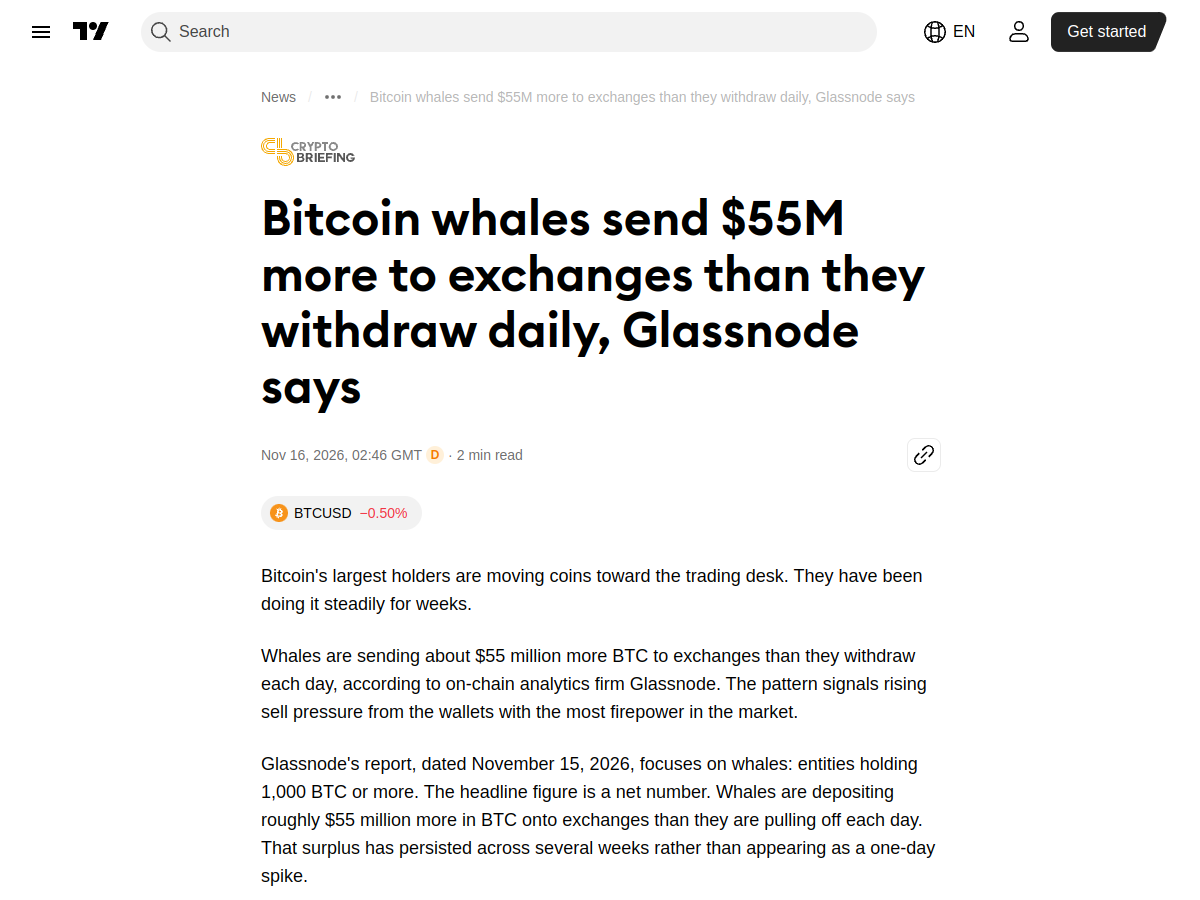 Search
EN
Get started
News / ••• / Bitcoin whales send $55M more to exchanges than they withdraw daily, Glassnode says
CRYPTO
BRIEFING
Bitcoin whales send $55M
more to exchanges than they
withdraw daily, Glassnode
says
Nov 16, 2026, 02:46 GMT D · 2 min read
BTCUSD −0.50%
Bitcoin's largest holders are moving coins toward the trading desk. They have been
doing it steadily for weeks.
Whales are sending about $55 million more BTC to exchanges than they withdraw
each day, according to on-chain analytics firm Glassnode. The pattern signals rising
sell pressure from the wallets with the most firepower in the market.
Glassnode's report, dated November 15, 2026, focuses on whales: entities holding
1,000 BTC or more. The headline figure is a net number. Whales are depositing
roughly $55 million more in BTC onto exchanges than they are pulling off each day.
That surplus has persisted across several weeks rather than appearing as a one-day
spike.